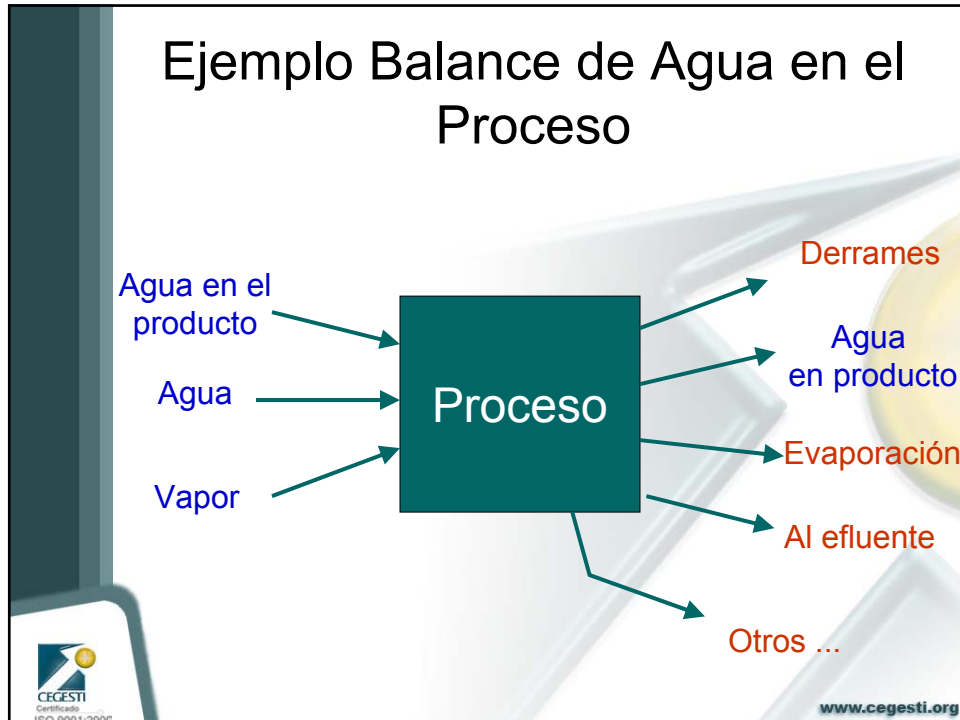 Ejemplo Balance de Agua en el
Proceso
Agua en el
producto
Agua
Vapor
Proceso
Derrames
Agua
en producto
Evaporación
Al efluente
Otros ...
CEGESTI
Certificado
www.cegesti.org